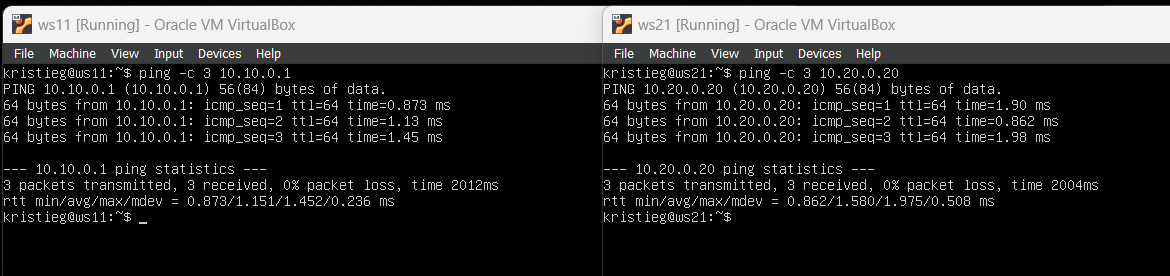 ws11 [Running] - Oracle VM VirtualBox
File Machine View Input Devices Help
kristieg@ws11:~$ ping -c 3 10.10.0.1
PING 10.10.0.1 (10.10.0.1) 56(84) bytes of data.
64 bytes from 10.10.0.1: icmp_seq=1 ttl=64 time=0.873 ms
64 bytes from 10.10.0.1: icmp_seq=2 ttl=64 time=1.13 ms
64 bytes from 10.10.0.1: icmp_seq=3 ttl=64 time=1.45 ms
--- 10.10.0.1 ping statistics ---
3 packets transmitted, 3 received, 0% packet loss, time 2012ms
rtt min/avg/max/mdev = 0.873/1.151/1.452/0.236 ms
kristieg@ws11:~$ _
ws21 [Running] - Oracle VM VirtualBox
File Machine View Input Devices Help
kristieg@ws21:~$ ping -c 3 10.20.0.20
PING 10.20.0.20 (10.20.0.20) 56(84) bytes of data.
64 bytes from 10.20.0.20: icmp_seq=1 ttl=64 time=1.90 ms
64 bytes from 10.20.0.20: icmp_seq=2 ttl=64 time=0.862 ms
64 bytes from 10.20.0.20: icmp_seq=3 ttl=64 time=1.98 ms
--- 10.20.0.20 ping statistics ---
3 packets transmitted, 3 received, 0% packet loss, time 2004ms
rtt min/avg/max/mdev = 0.862/1.580/1.975/0.508 ms
kristieg@ws21:~$